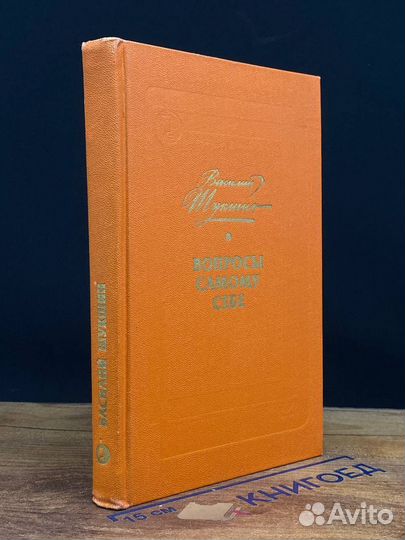 Василий
Шукшин
ВОПРОСЫ
САМОМУ
СЕБЕ
ВАСИЛИЙ ШУКШИН
15 см
КНИГОЕД
Avito